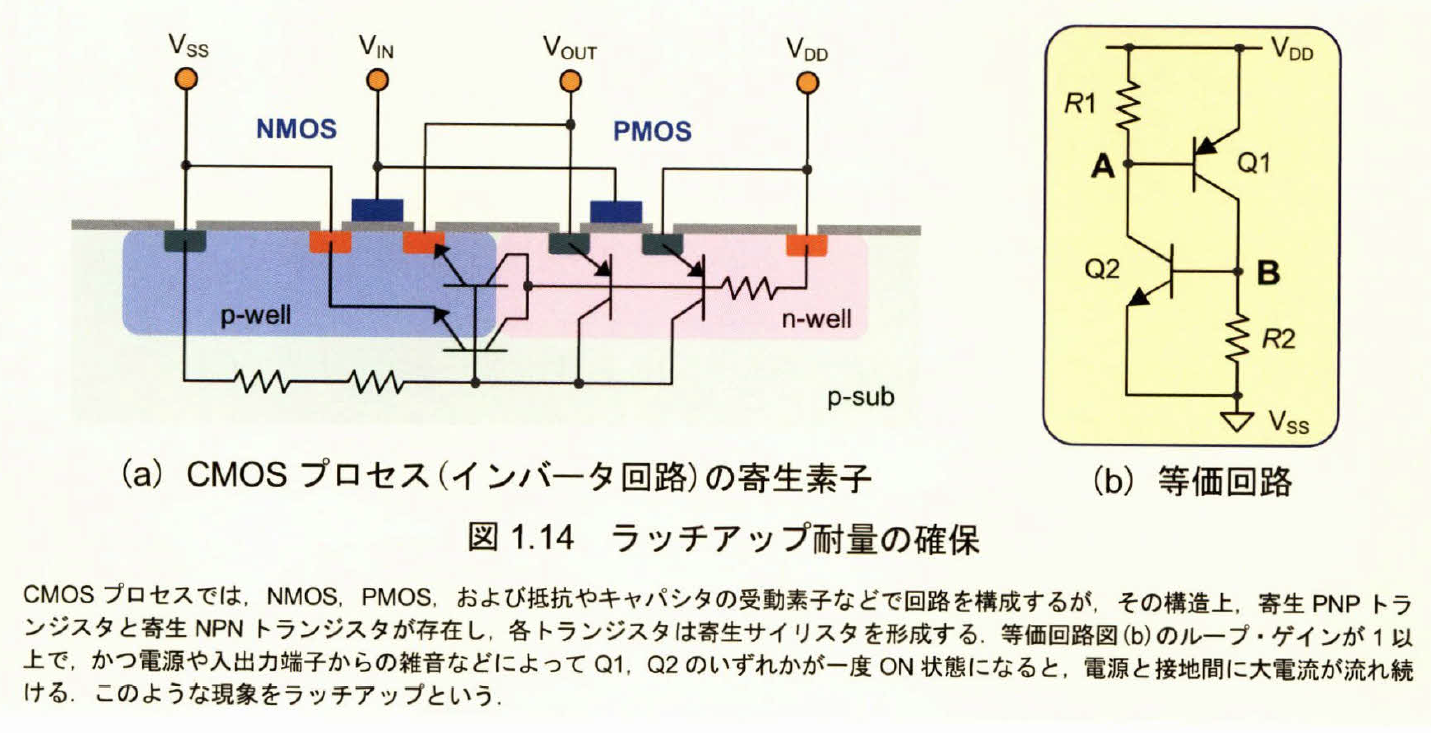 VSS
VIN
VOUT
VDD
NMOS
PMOS
p-well
n-well
p-sub
VDD
R1
A
Q1
Q2
B
R2
VSS
(a) CMOS プロセス(インバータ回路)の寄生素子
(b) 等価回路
図 1.14 ラッチアップ耐量の確保
CMOS プロセスでは，NMOS，PMOS，および抵抗やキャパシタの受動素子などで回路を構成するが，その構造上，寄生 PNP トラ
ンジスタと寄生 NPN トランジスタが存在し，各トランジスタは寄生サイリスタを形成する．等価回路図(b)のループ・ゲインが 1 以
上で，かつ電源や入出力端子からの雑音などによって Q1，Q2 のいずれかが一度 ON 状態になると，電源と接地間に大電流が流れ続
ける．このような現象をラッチアップという．